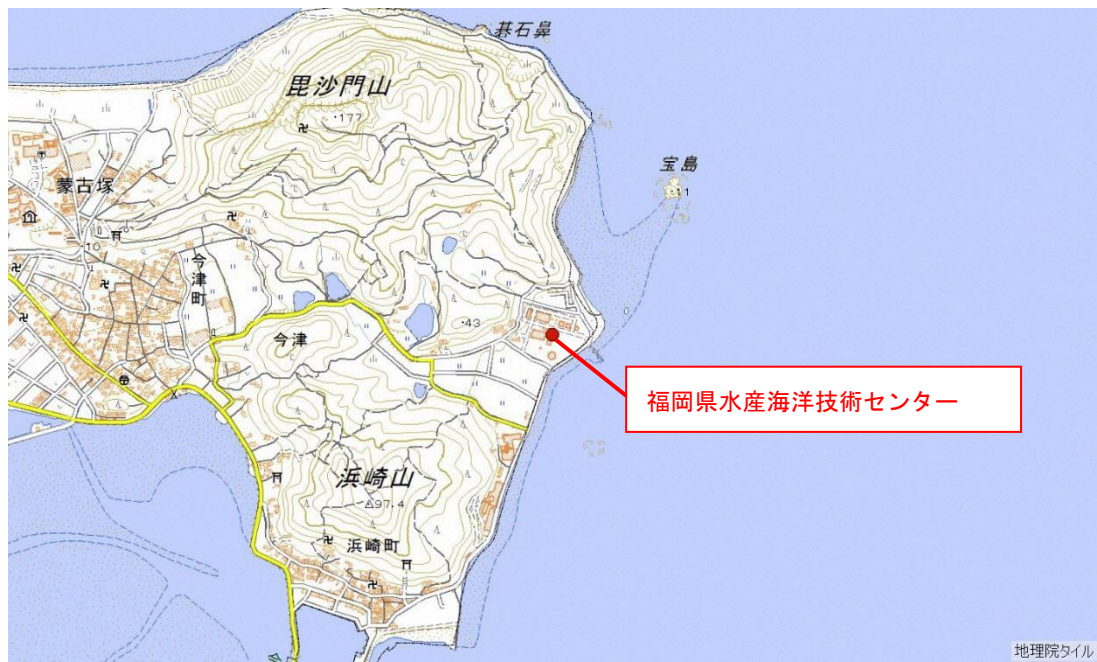 碁石鼻
毘沙門山
・177
宝島
・11
蒙古塚
・10
今津町
・43
今津
福岡県水産海洋技術センター
浜崎山
△97.4
浜崎町
地理院タイル